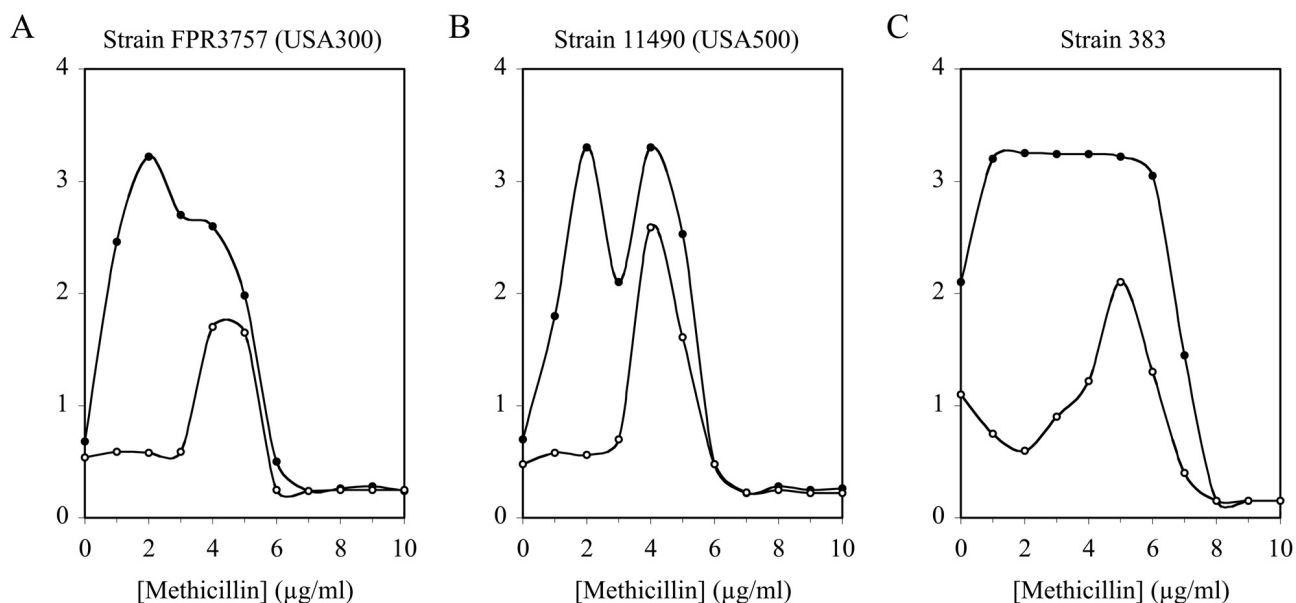 A
Strain FPR3757 (USA300)
4
3
2
1
0
0 2 4 6 8 10
[Methicillin] (µg/ml)
B
Strain 11490 (USA500)
4
3
2
1
0
0 2 4 6 8 10
[Methicillin] (µg/ml)
C
Strain 383
4
3
2
1
0
0 2 4 6 8 10
[Methicillin] (µg/ml)